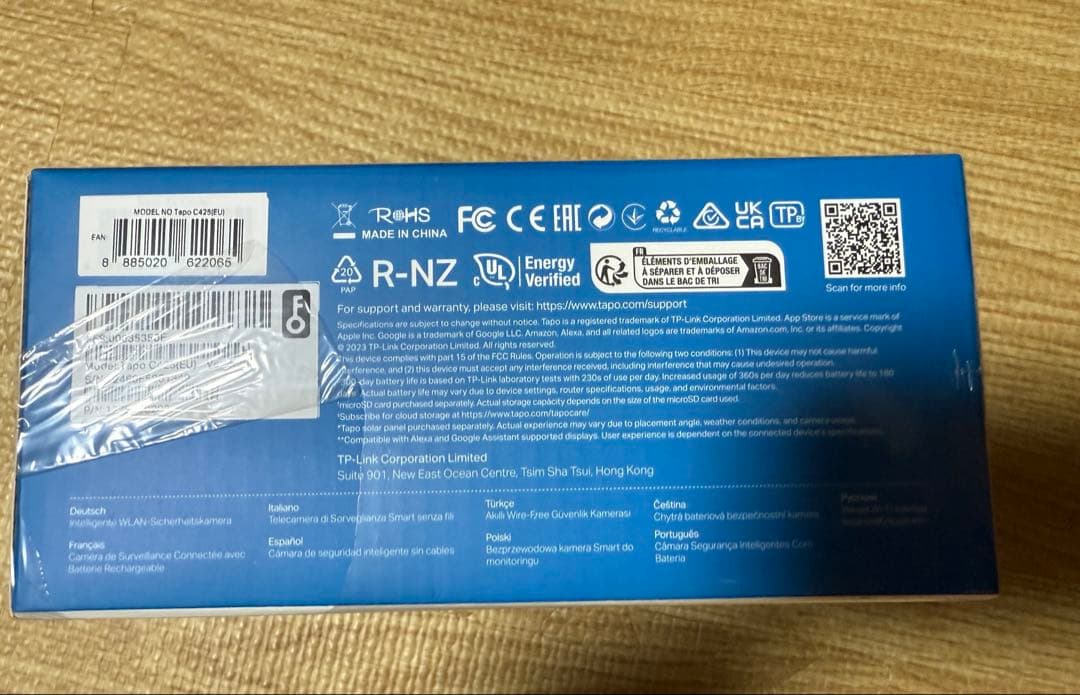 MODEL NO Tapo C425(EU)
EAN
8 885020 622065
RoHS
MADE IN CHINA
FC CE EAC
RECYCLABLE
UK
CA
TP
20
PAP
R-NZ
c UL
Energy
Verified
FR
ÉLÉMENTS D'EMBALLAGE
À SÉPARER ET À DÉPOSER
DANS LE BAC DE TRI
BAC
DE
TRI
Scan for more info
For support and warranty, please visit: https://www.tapo.com/support
Specifications are subject to change without notice. Tapo is a registered trademark of TP-Link Corporation Limited. App Store is a service mark of
Apple Inc. Google is a trademark of Google LLC. Amazon, Alexa, and all related logos are trademarks of Amazon.com, Inc. or its affiliates. Copyright
© 2023 TP-Link Corporation Limited. All rights reserved.
This device complies with part 15 of the FCC Rules. Operation is subject to the following two conditions: (1) This device may not cause harmful
interference, and (2) this device must accept any interference received, including interference that may cause undesired operation.
day battery life is based on TP-Link laboratory tests with 230s of use per day. Increased usage of 360s per day reduces battery life to 180
days. Actual battery life may vary due to device settings, router specifications, usage, and environmental factors.
microSD card purchased separately. Actual storage capacity depends on the size of the microSD card used.
Subscribe for cloud storage at https://www.tapo.com/tapocare/
*Tapo solar panel purchased separately. Actual experience may vary due to placement angle, weather conditions, and camera usage.
**Compatible with Alexa and Google Assistant supported displays. User experience is dependent on the connected device's specifications.
TP-Link Corporation Limited
Suite 901, New East Ocean Centre, Tsim Sha Tsui, Hong Kong
Deutsch
Intelligente WLAN-Sicherheitskamera
Italiano
Telecamera di Sorveglianza Smart senza fili
Türkçe
Akıllı Wire-Free Güvenlik Kamerası
Čeština
Chytrá bateriová bezpečnostní kamera
Русский
Français
Caméra de Surveillance Connectée avec
Batterie Rechargeable
Español
Cámara de seguridad inteligente sin cables
Polski
Bezprzewodowa kamera Smart do
monitoringu
Português
Câmara Segurança Inteligentes Com
Bateria